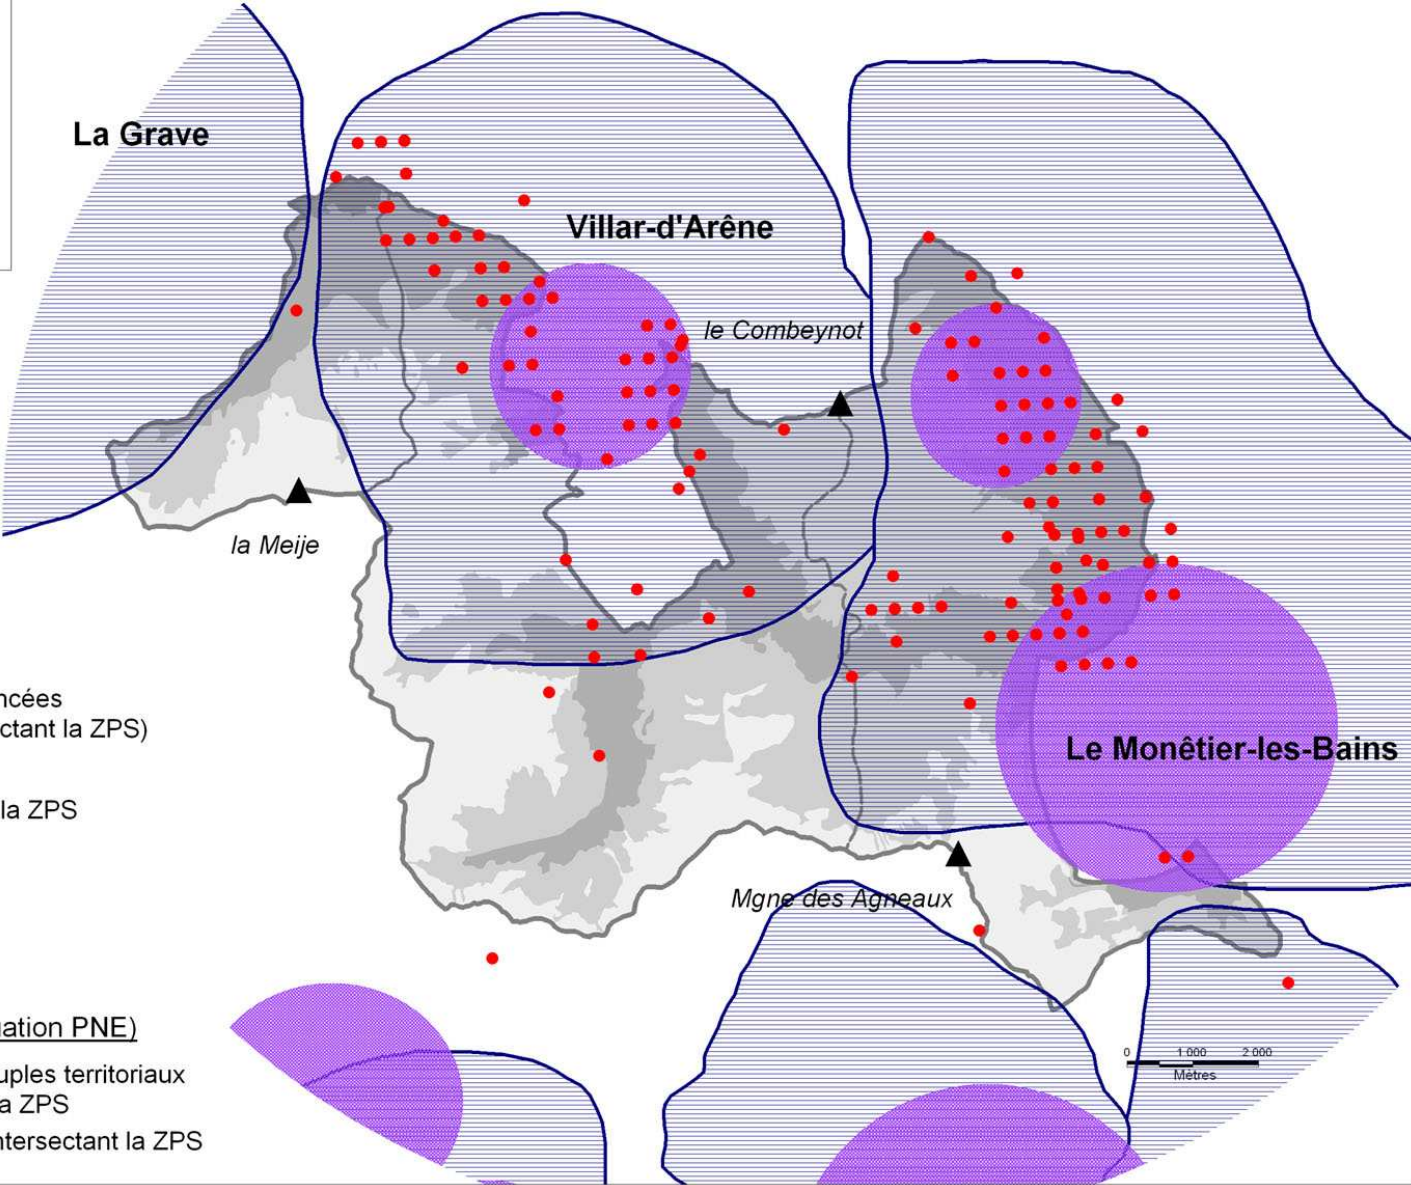 La Grave
Villar-d'Arêne
le Combeynot
la Meije
ncées
ctant la ZPS)
Le Monêtier-les-Bains
la ZPS
Mgne des Agneaux
uation PNE)
uples territoriaux
a ZPS
ntersectant la ZPS
0 1 000 2 000
Mètres